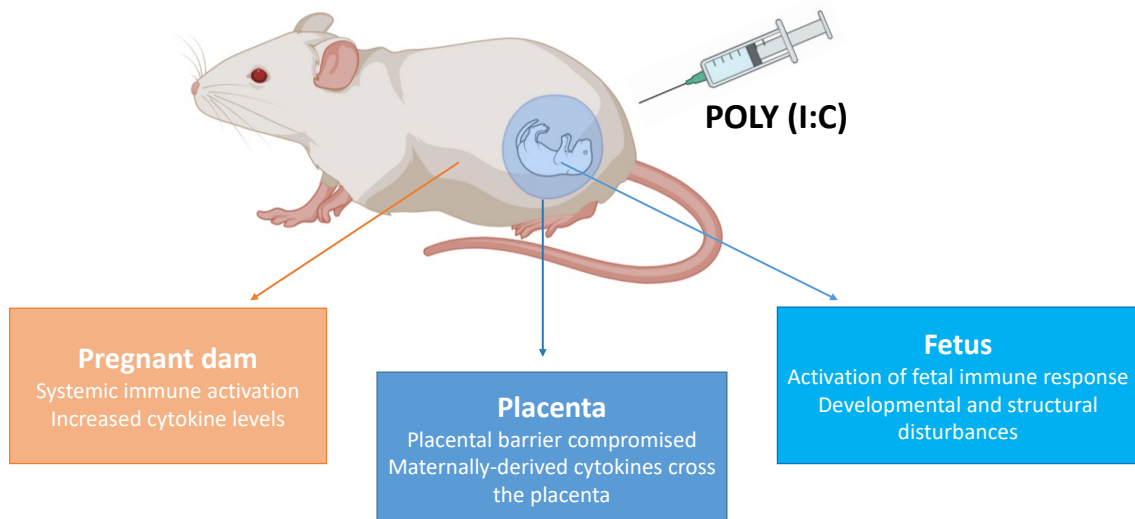 POLY (I:C)
Pregnant dam
Systemic immune activation
Increased cytokine levels
Placenta
Placental barrier compromised
Maternally-derived cytokines cross
the placenta
Fetus
Activation of fetal immune response
Developmental and structural
disturbances